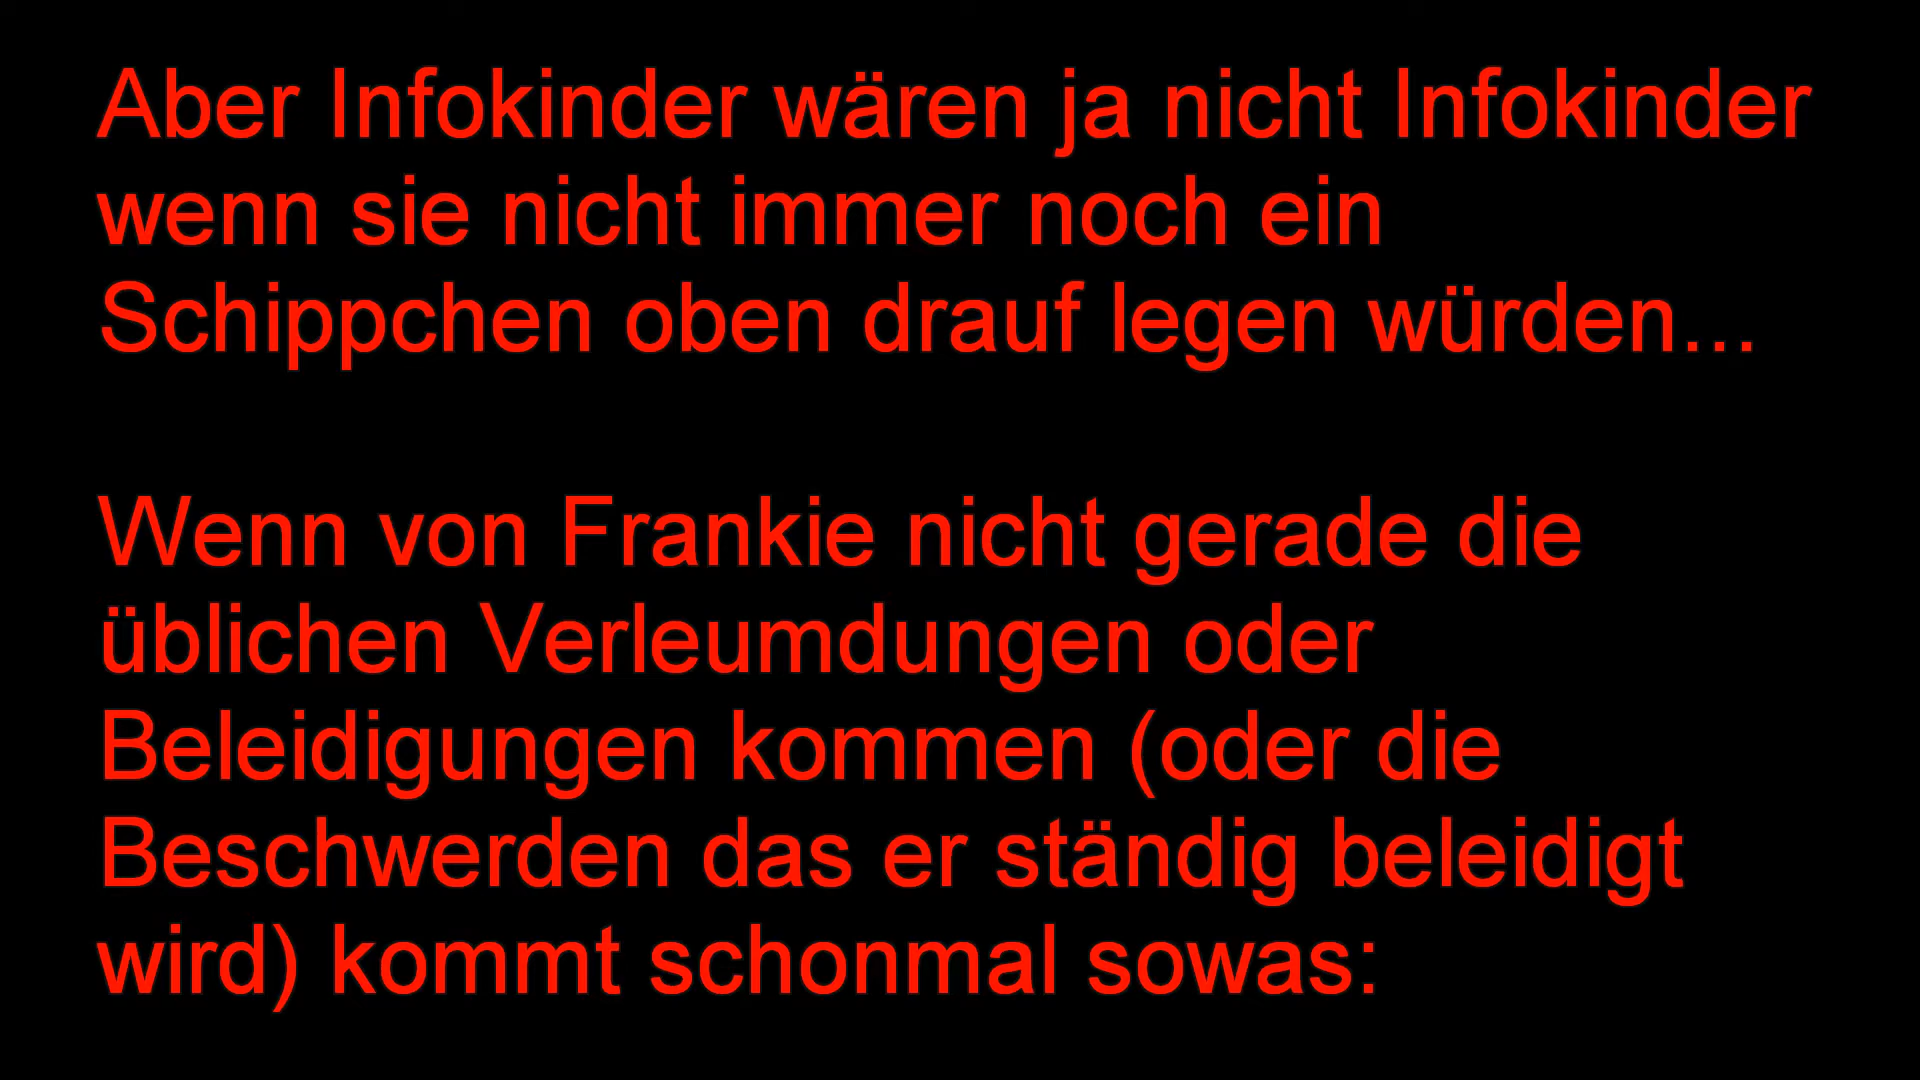 Aber Infokinder wären ja nicht Infokinder
wenn sie nicht immer noch ein
Schippchen oben drauf legen würden...
Wenn von Frankie nicht gerade die
üblichen Verleumdungen oder
Beleidigungen kommen (oder die
Beschwerden das er ständig beleidigt
wird) kommt schonmal sowas: